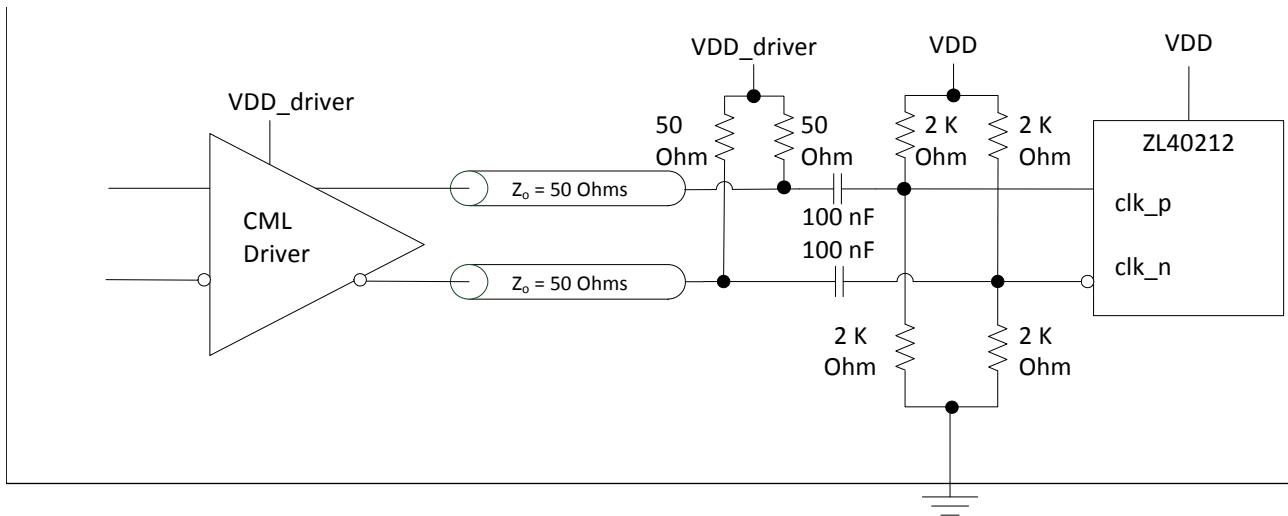 VDD_driver
VDD
VDD
VDD_driver
50
Ohm
50
Ohm
2 K
Ohm
2 K
Ohm
ZL40212
CML
Driver
Zo = 50 Ohms
clk_p
100 nF
100 nF
clk_n
Zo = 50 Ohms
2 K
Ohm
2 K
Ohm